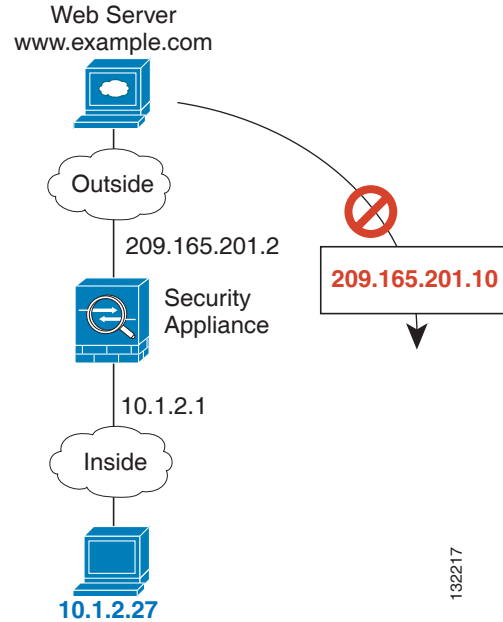 Web Server
www.example.com
Outside
209.165.201.2
209.165.201.10
Security
Appliance
10.1.2.1
Inside
10.1.2.27
132217